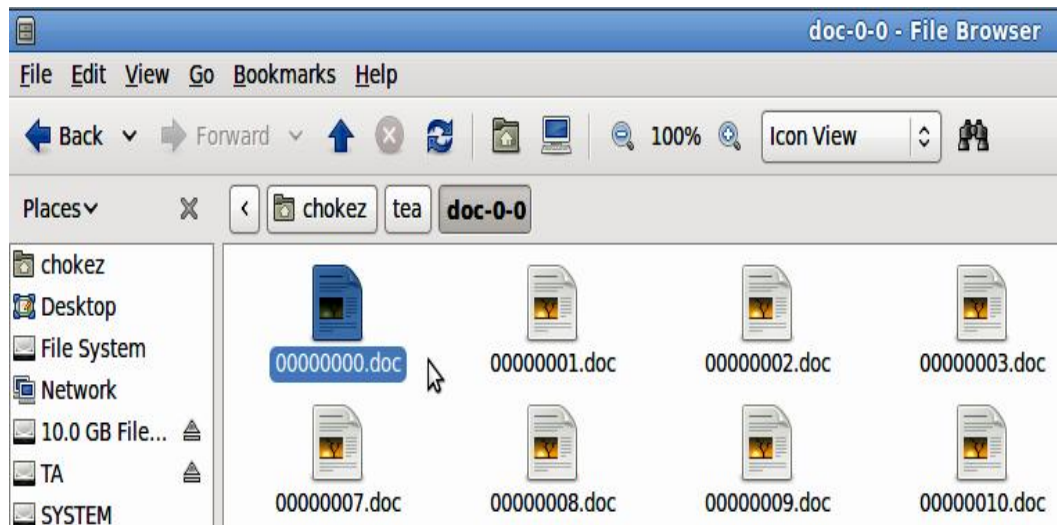 doc-0-0 - File Browser
File Edit View Go Bookmarks Help
Back Forward 100% Icon View
Places chokez tea doc-0-0
chokez
Desktop
File System
Network
10.0 GB File...
TA
SYSTEM
00000000.doc 00000001.doc 00000002.doc 00000003.doc
00000007.doc 00000008.doc 00000009.doc 00000010.doc